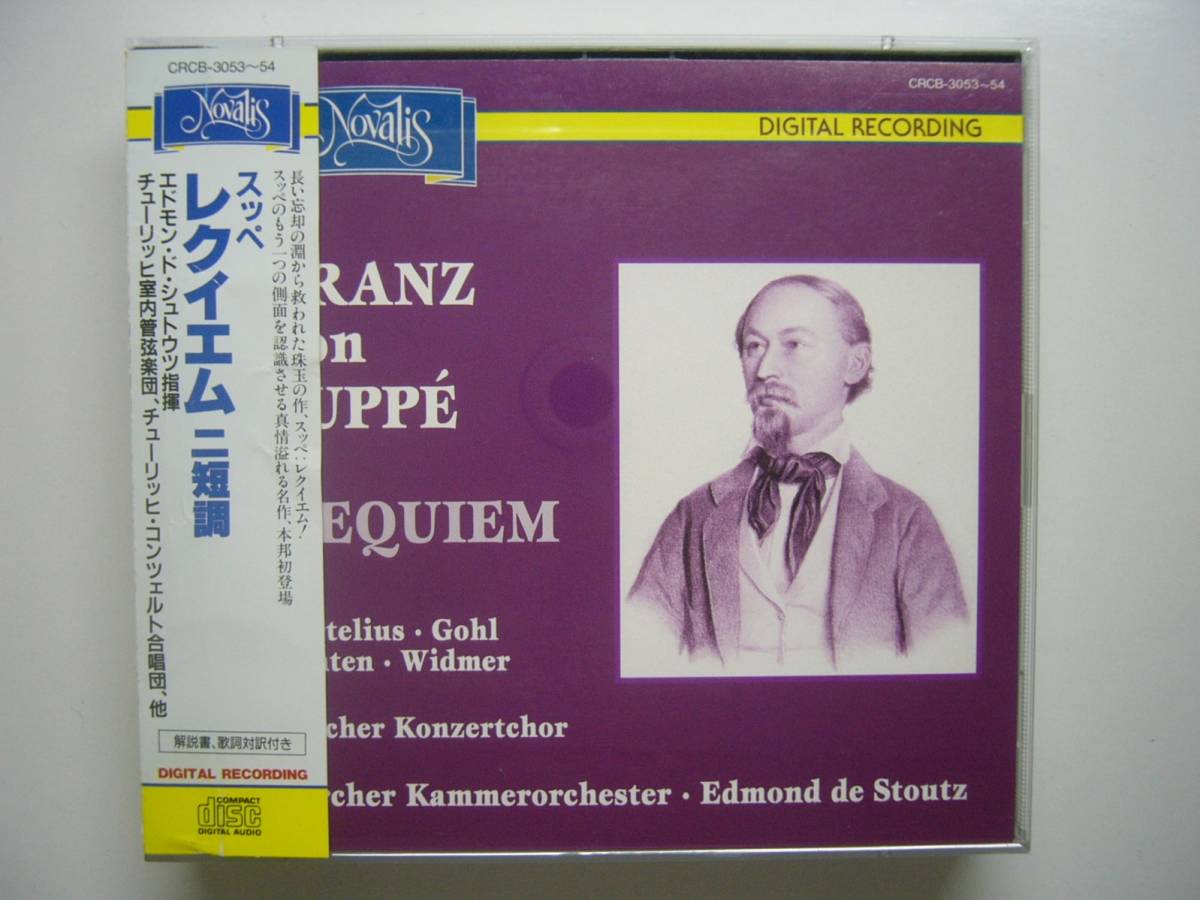 CRCB-3053~54
Novalis
長い忘却の淵から救われた珠玉の作、スッペ:レクイエム!
スッペのもう一つの側面を認識させる真情溢れる名作、本邦初登場
スッペ
レクイエム ニ短調
エドモン・ド・シュトウツ指揮
チューリッヒ室内管弦楽団、チューリッヒ・コンツェルト合唱団、他
解説書、歌詞対訳付き
DIGITAL RECORDING
COMPACT
disc
DIGITAL AUDIO
CRCB-3053~54
Novalis
DIGITAL RECORDING
RANZ
on
UPPÉ
EQUIEM
telius · Gohl
ten · Widmer
cher Konzertchor
rcher Kammerorchester · Edmond de Stoutz